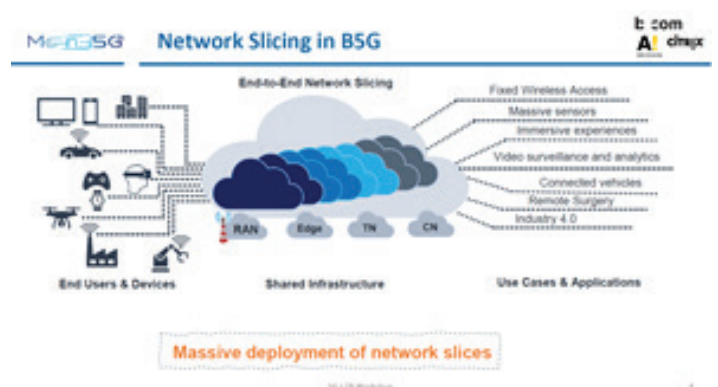 MonB5G
Network Slicing in B5G
b<>com
A!
citrix
End-to-End Network Slicing
Fixed Wireless Access
Massive sensors
Immersive experiences
Video surveillance and analytics
Connected vehicles
Remote Surgery
Industry 4.0
RAN
Edge
TN
CN
End Users & Devices
Shared Infrastructure
Use Cases & Applications
Massive deployment of network slices